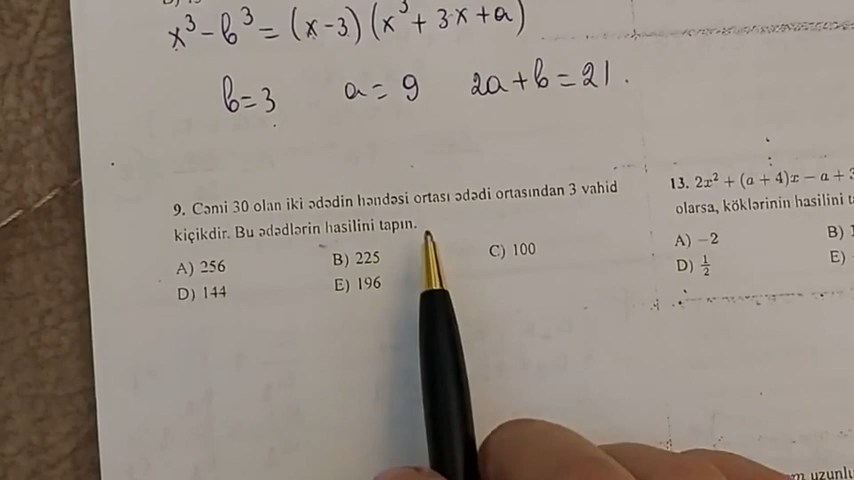 x³ - b³ = (x-3)(x³ + 3x + a)
b = 3 a = 9 2a + b = 21.
9. Cəmi 30 olan iki ədədin həndəsi ortası ədədi ortasından 3 vahid
kiçikdir. Bu ədədlərin hasilini tapın.
A) 256 B) 225 C) 100
D) 144 E) 196
13. 2x² + (a + 4)x − a + 3
olarsa, köklərinin hasilini
A) −2 B)
D) 1/2 E)
uzunlu